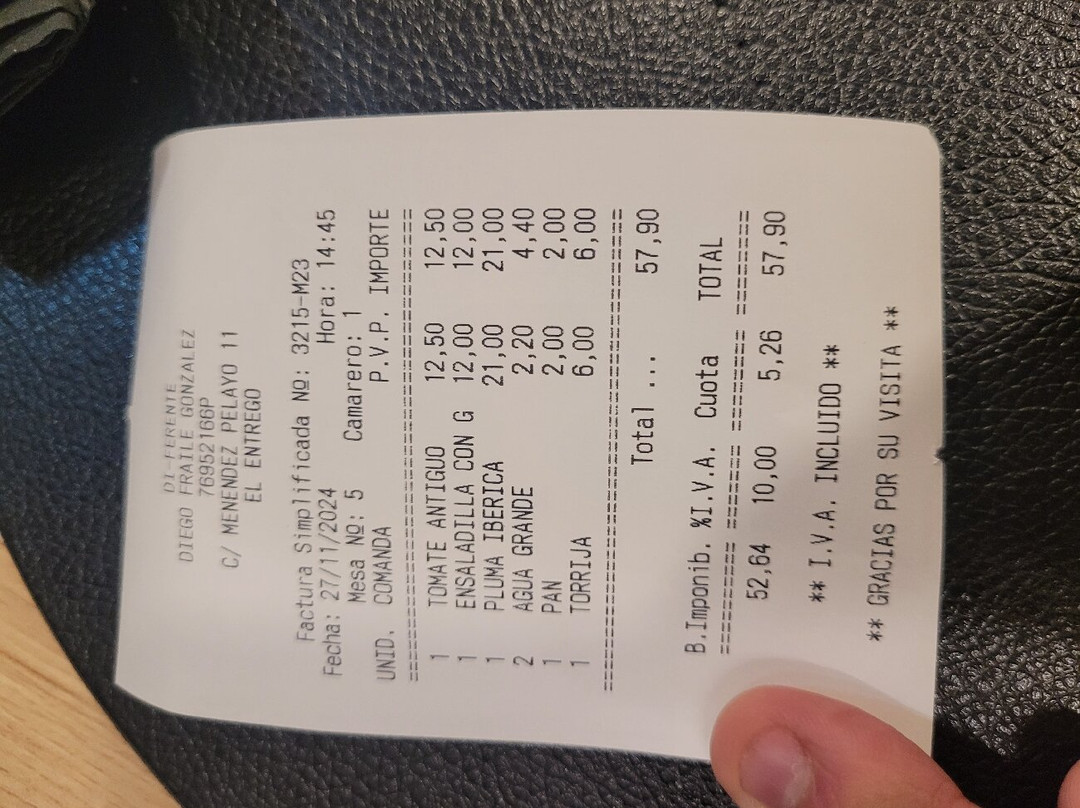 DI-FERENTE
DIEGO FRAILE GONZALEZ
76952166P
C/ MENENDEZ PELAYO 11
EL ENTREGO
Factura Simplificada Nº: 3215-M23
Fecha: 27/11/2024 Hora: 14:45
Mesa Nº: 5 Camarero: 1
UNID. COMANDA P.V.P. IMPORTE
1 TOMATE ANTIGUO 12,50 12,50
1 ENSALADILLA CON G 12,00 12,00
1 PLUMA IBERICA 21,00 21,00
2 AGUA GRANDE 2,20 4,40
1 PAN 2,00 2,00
1 TORRIJA 6,00 6,00
Total ... 57,90
B.Imponib. %I.V.A. Cuota TOTAL
52,64 10,00 5,26 57,90
** I.V.A. INCLUIDO **
** GRACIAS POR SU VISITA **